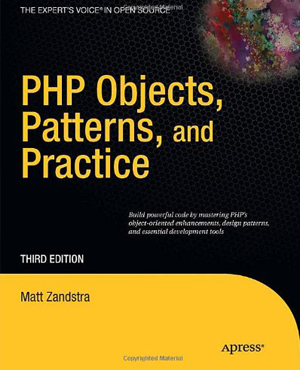 THE EXPERT'S VOICE® IN OPEN SOURCE
PHP Objects,
Patterns, and
Practice
Build powerful code by mastering PHP's
object-oriented enhancements, design patterns,
and essential development tools
THIRD EDITION
Matt Zandstra
Apress®